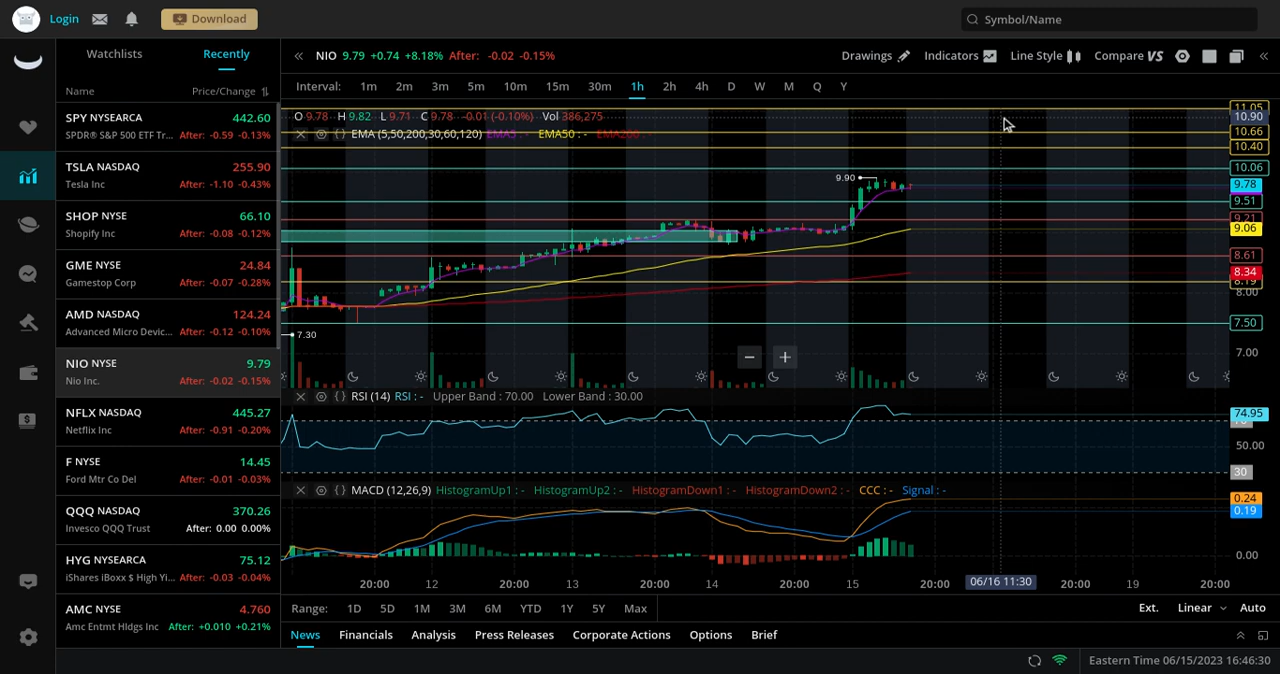 Login
Download
Symbol/Name
Watchlists
Recently
Name
Price/Change
SPY NYSEARCA 442.60
SPDR® S&P 500 ETF Tr... After: -0.59 -0.13%
TSLA NASDAQ 255.90
Tesla Inc After: -1.10 -0.43%
SHOP NYSE 66.10
Shopify Inc After: -0.08 -0.12%
GME NYSE 24.84
Gamestop Corp After: -0.07 -0.28%
AMD NASDAQ 124.24
Advanced Micro Devic... After: -0.12 -0.10%
NIO NYSE 9.79
Nio Inc. After: -0.02 -0.15%
NFLX NASDAQ 445.27
Netflix Inc After: -0.91 -0.20%
F NYSE 14.45
Ford Mtr Co Del After: -0.01 -0.03%
QQQ NASDAQ 370.26
Invesco QQQ Trust After: 0.00 0.00%
HYG NYSEARCA 75.12
iShares iBoxx $ High Yi... After: -0.03 -0.04%
AMC NYSE 4.760
Amc Entmt Hldgs Inc After: +0.010 +0.21%
NIO 9.79 +0.74 +8.18% After: -0.02 -0.15%
Drawings Indicators Line Style Compare VS
Interval: 1m 2m 3m 5m 10m 15m 30m 1h 2h 4h D W M Q Y
O 9.78 H 9.82 L 9.71 C 9.78 -0.01 (-0.10%) Vol 386,275
EMA (5,50,200,30,60,120) EMA5 : - EMA50 : - EMA200 : -
9.90
7.30
11.05
10.90
10.66
10.40
10.06
9.78
9.51
9.21
9.06
8.61
8.34
8.19
8.00
7.50
7.00
RSI (14) RSI : - Upper Band : 70.00 Lower Band : 30.00
74.95
70
50.00
30
MACD (12,26,9) HistogramUp1 : - HistogramUp2 : - HistogramDown1 : - HistogramDown2 : - CCC : - Signal : -
0.24
0.19
0.00
20:00 12 20:00 13 20:00 14 20:00 15 20:00 06/16 11:30 20:00 19 20:00
Range: 1D 5D 1M 3M 6M YTD 1Y 5Y Max
Ext. Linear Auto
News Financials Analysis Press Releases Corporate Actions Options Brief
Eastern Time 06/15/2023 16:46:30